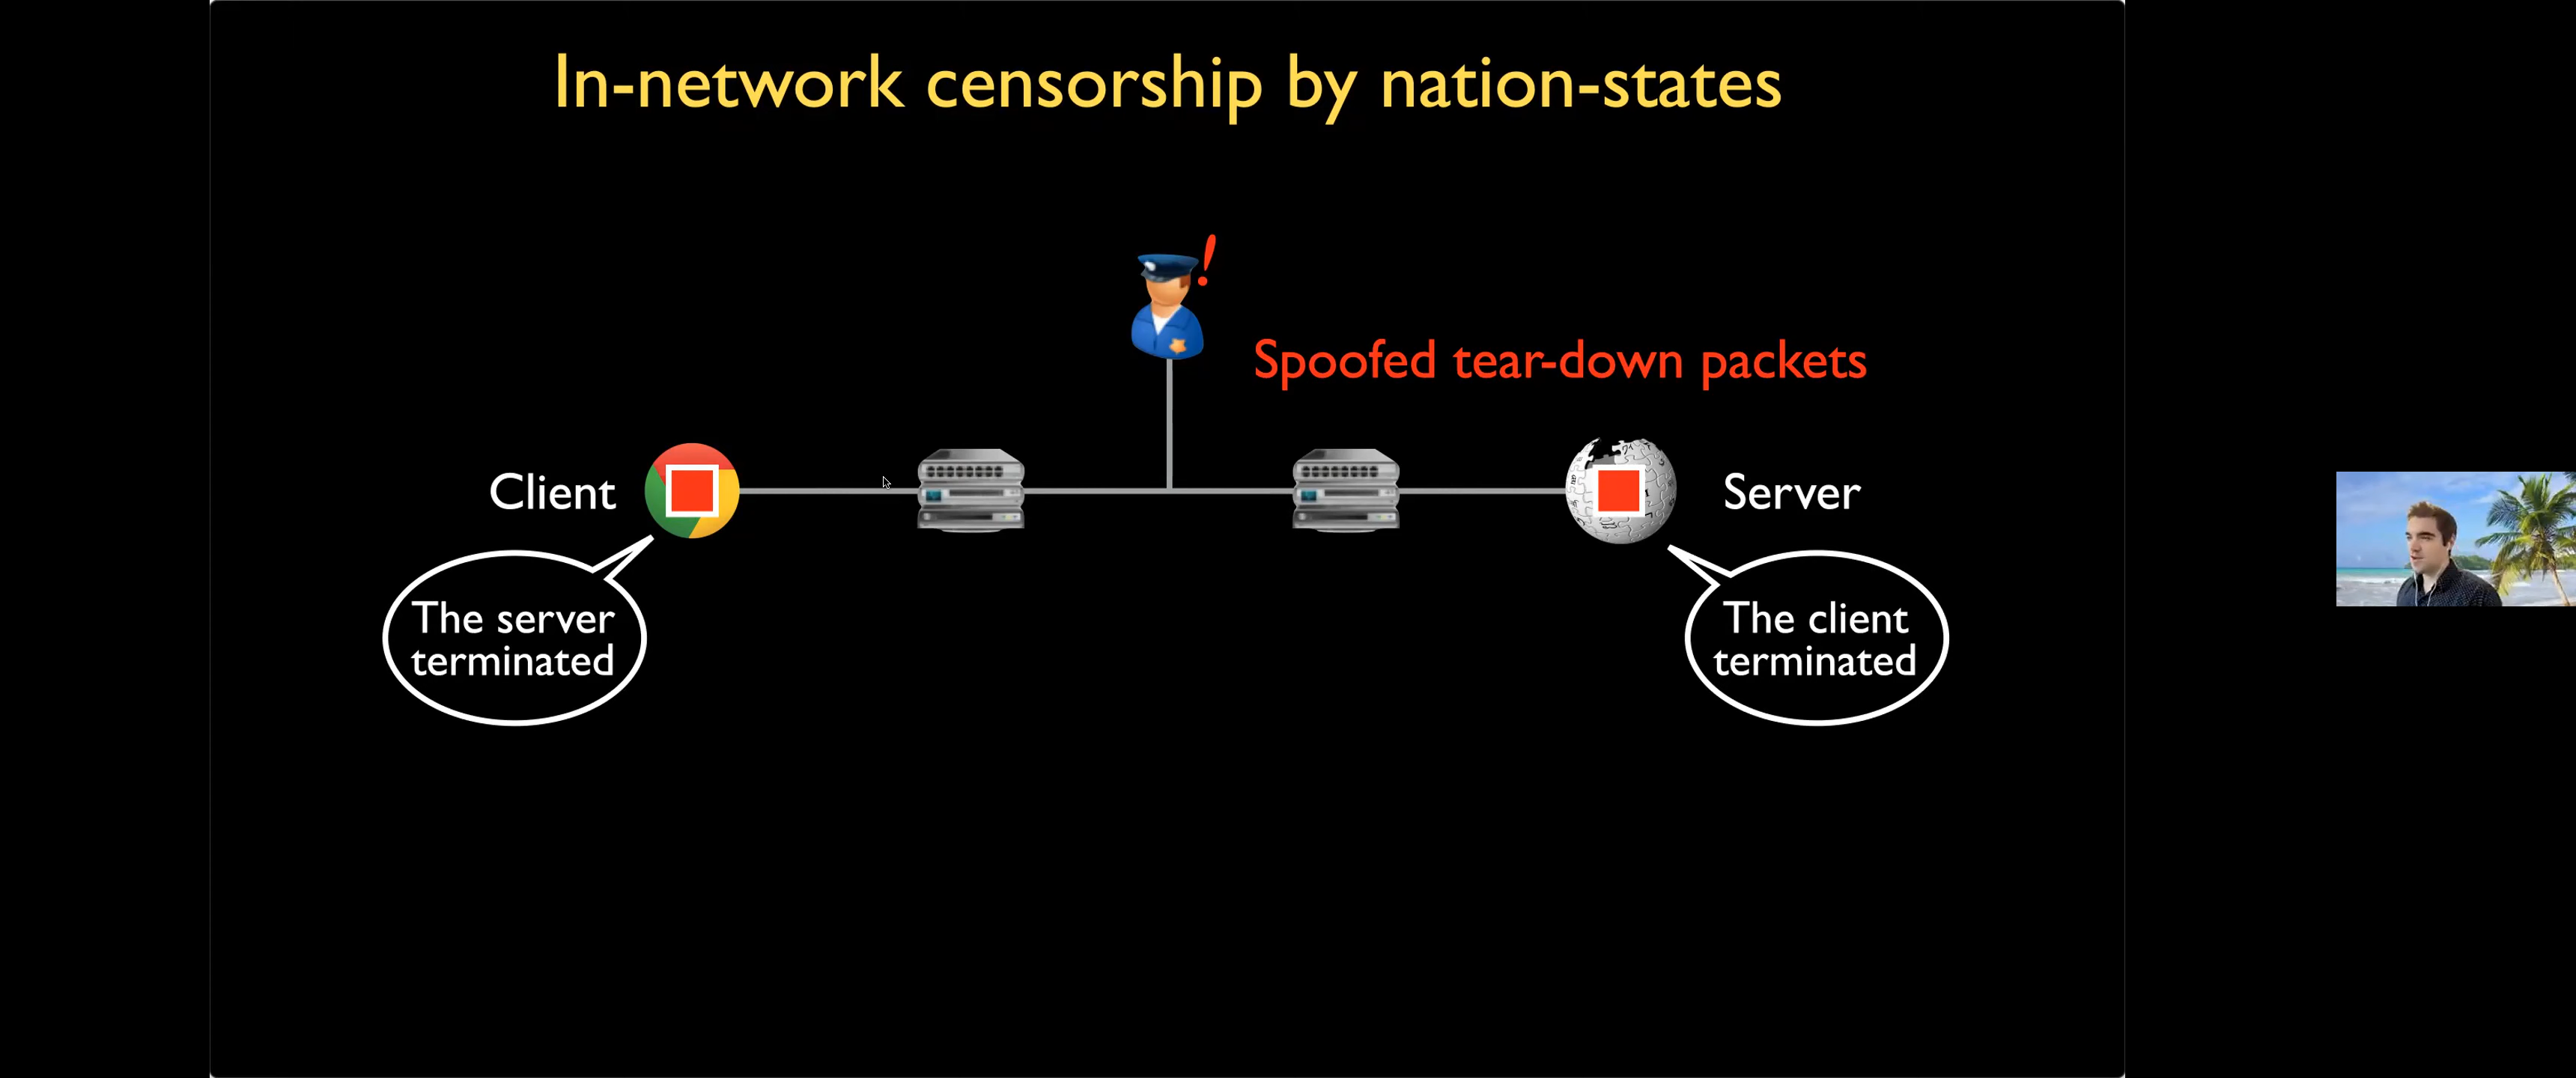 In-network censorship by nation-states
!
Spoofed tear-down packets
Client
Server
The server
terminated
The client
terminated